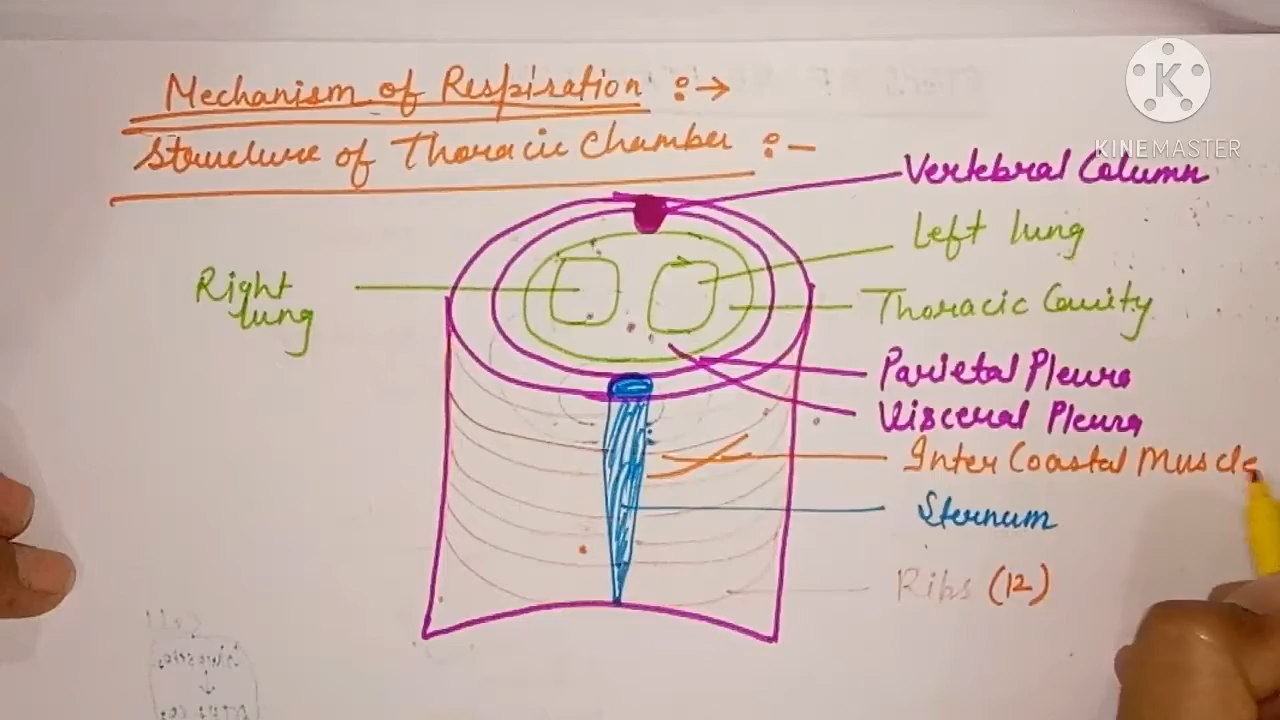 Mechanism of Respiration :→
Structure of Thoracic Chamber :-
K
KINEMASTER
Vertebral Column
Left lung
Right
lung
Thoracic Cavity
Parietal Pleura
Visceral Pleura
Inter Coastal Muscle
Sternum
Ribs (12)